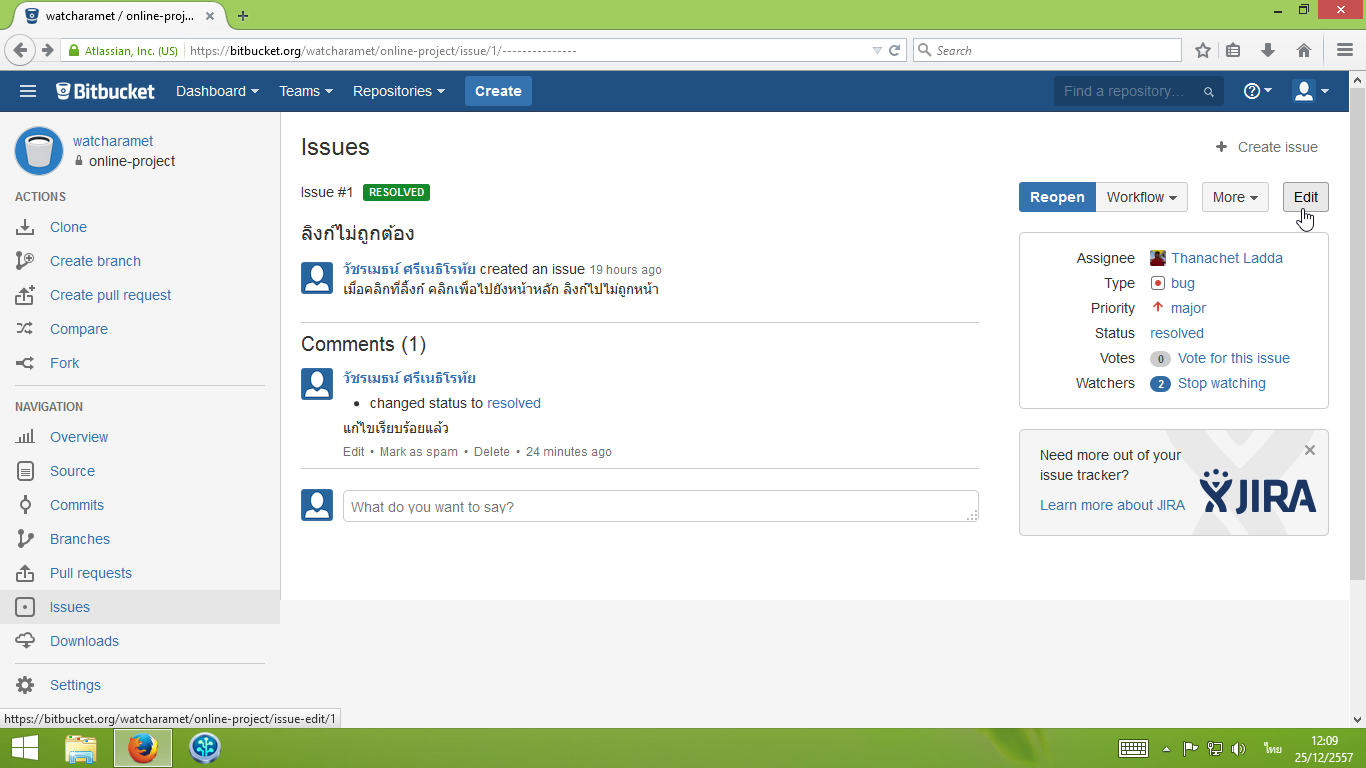 watcharamet / online-proj...
Atlassian, Inc. (US) https://bitbucket.org/watcharamet/online-project/issue/1/---------------
Search
Bitbucket Dashboard Teams Repositories Create Find a repository...
watcharamet
online-project
ACTIONS
Clone
Create branch
Create pull request
Compare
Fork
NAVIGATION
Overview
Source
Commits
Branches
Pull requests
Issues
Downloads
Settings
Issues
Create issue
Issue #1 RESOLVED
Reopen Workflow More Edit
ลิงก์ไม่ถูกต้อง
วัชรเมธน์ ศรีเนธิโรทัย created an issue 19 hours ago
เมื่อคลิกที่ลิ้งก์ คลิกเพื่อไปยังหน้าหลัก ลิงก์ไปไม่ถูกหน้า
Comments (1)
วัชรเมธน์ ศรีเนธิโรทัย
• changed status to resolved
แก้ไขเรียบร้อยแล้ว
Edit • Mark as spam • Delete • 24 minutes ago
What do you want to say?
Assignee Thanachet Ladda
Type bug
Priority major
Status resolved
Votes 0 Vote for this issue
Watchers 2 Stop watching
Need more out of your
issue tracker?
Learn more about JIRA
JIRA
https://bitbucket.org/watcharamet/online-project/issue-edit/1
ไทย
12:09
25/12/2557